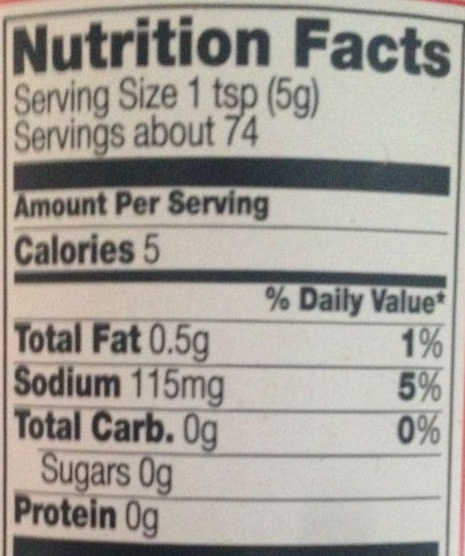 Nutrition Facts
Serving Size 1 tsp (5g)
Servings about 74
Amount Per Serving
Calories 5
% Daily Value*
Total Fat 0.5g 1%
Sodium 115mg 5%
Total Carb. 0g 0%
Sugars 0g
Protein 0g